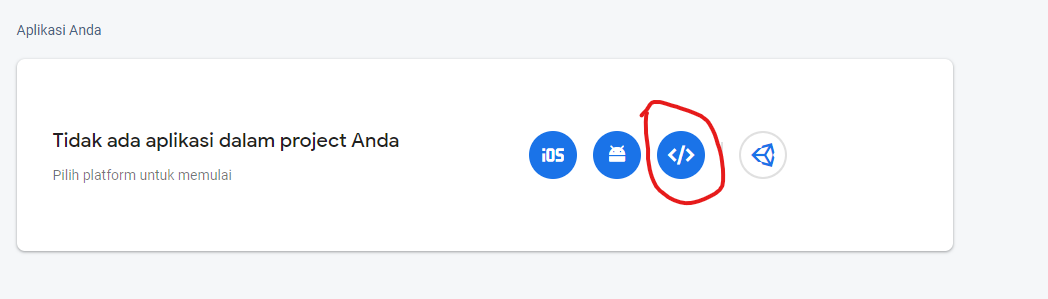 Aplikasi Anda
Tidak ada aplikasi dalam project Anda
Pilih platform untuk memulai
iOS
</>